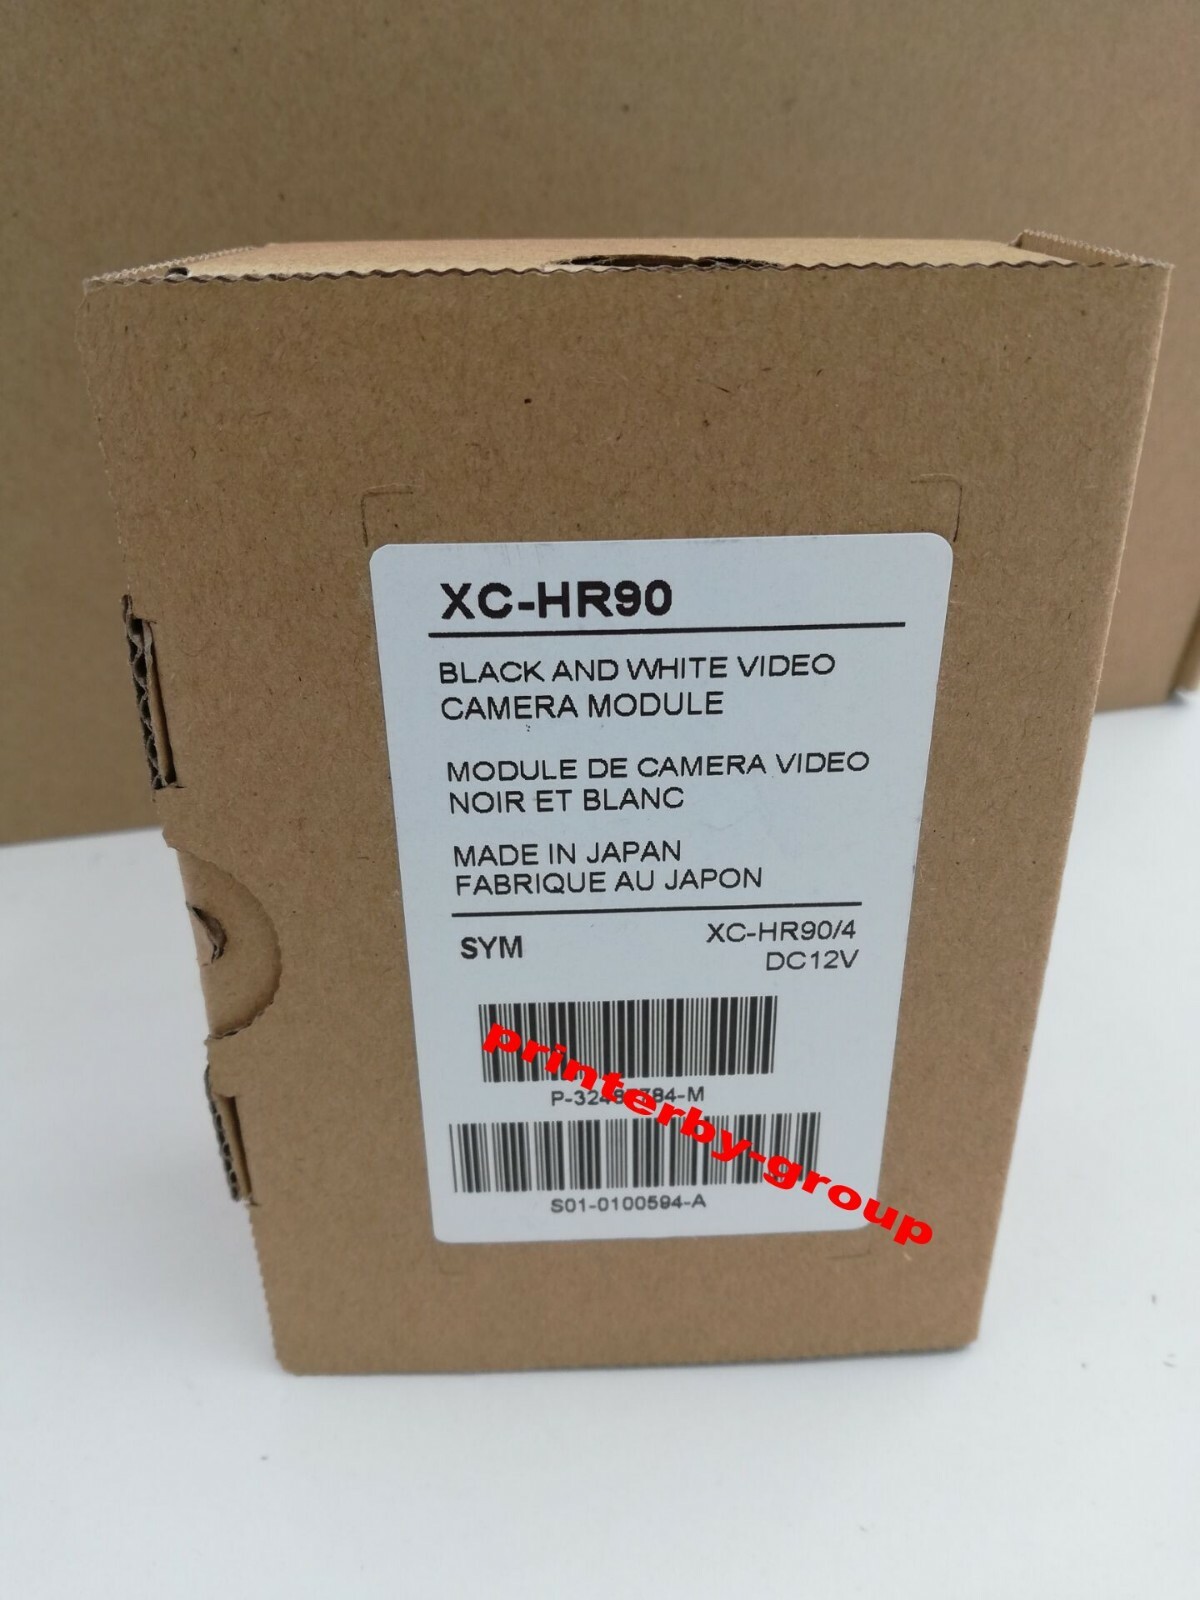 XC-HR90
BLACK AND WHITE VIDEO
CAMERA MODULE
MODULE DE CAMERA VIDEO
NOIR ET BLANC
MADE IN JAPAN
FABRIQUE AU JAPON
SYM
XC-HR90/4
DC12V
printerby-group
S01-0100594-A